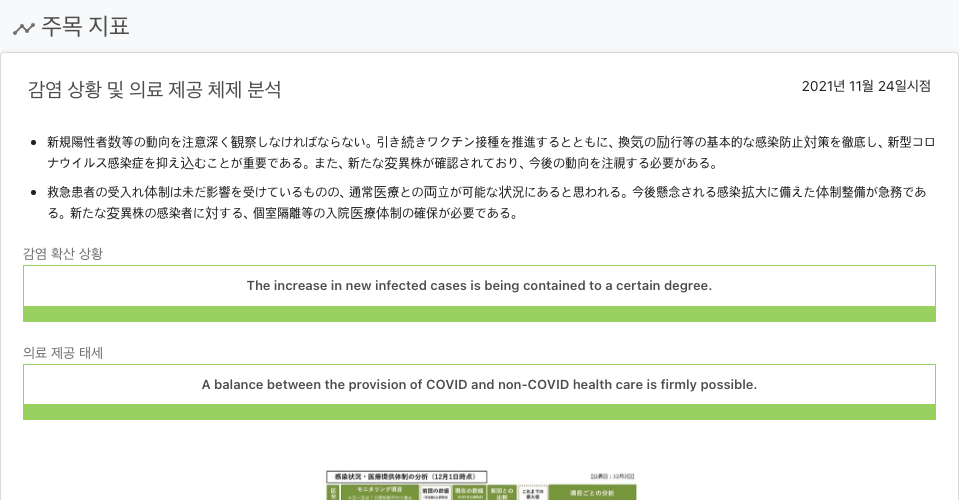 주목 지표
감염 상황 및 의료 제공 체제 분석
2021년 11월 24일시점
新規陽性者数等の動向を注意深く観察しなければならない。引き続きワクチン接種を推進するとともに、換気の励行等の基本的な感染防止対策を徹底し、新型コロ
ナウイルス感染症を抑え込むことが重要である。また、新たな変異株が確認されており、今後の動向を注視する必要がある。
救急患者の受入れ体制は未だ影響を受けているものの、通常医療との両立が可能な状況にあると思われる。今後懸念される感染拡大に備えた体制整備が急務であ
る。新たな変異株の感染者に対する、個室隔離等の入院医療体制の確保が必要である。
감염 확산 상황
The increase in new infected cases is being contained to a certain degree.
의료 제공 태세
A balance between the provision of COVID and non-COVID health care is firmly possible.
感染状況・医療提供体制の分析（12月1日時点）
区分 モニタリング項目 前回の数値 現在の数値 前回との比較 これまでの最大値 項目ごとの分析